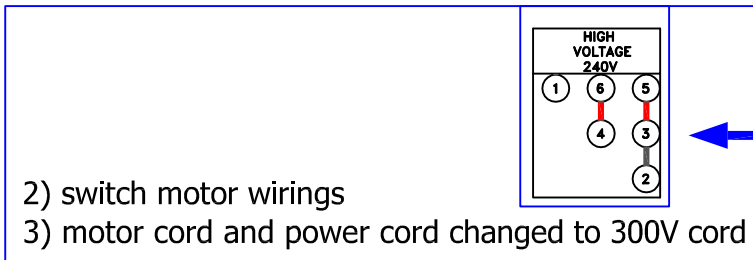 HIGH
VOLTAGE
240V
1 6 5
4 3
2
2) switch motor wirings
3) motor cord and power cord changed to 300V cord